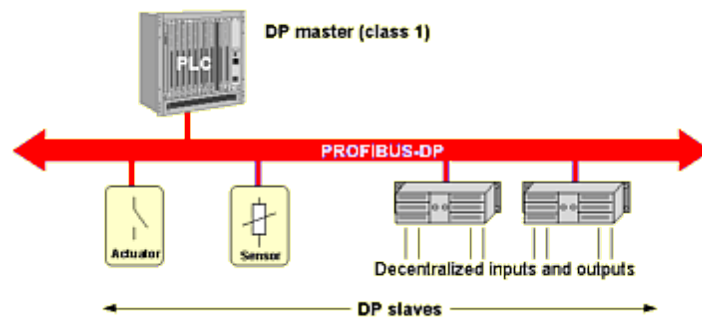 DP master (class 1)
PLC
PROFIBUS-DP
Actuator
Sensor
Decentralized inputs and outputs
DP slaves